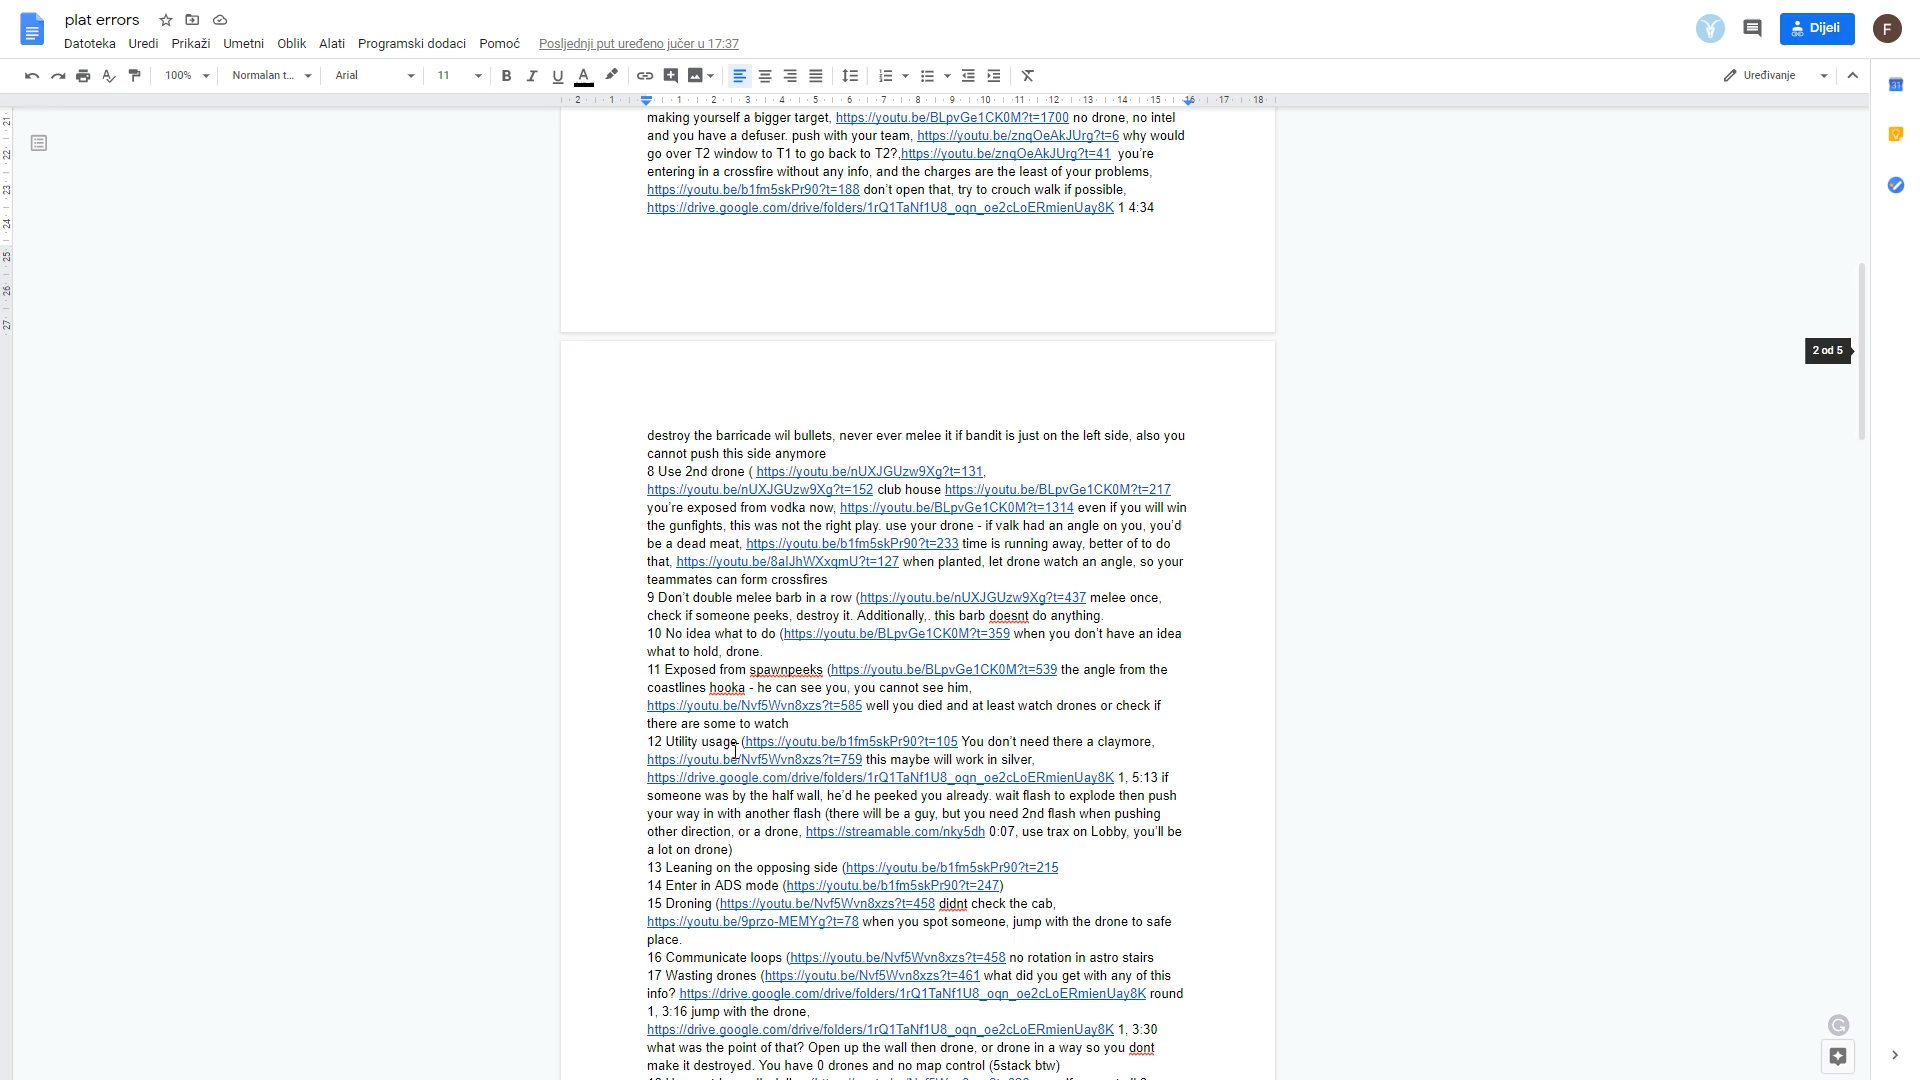 plat errors
Datoteka Uredi Prikaži Umetni Oblik Alati Programski dodaci Pomoć Posljednji put uređeno jučer u 17:37
Dijeli
F
100% Normalan t... Arial 11 B I U A Uređivanje
2 1 1 2 3 4 5 6 7 8 9 10 11 12 13 14 15 16 17 18
21
22
23
24
25
26
27
31
2 od 5
making yourself a bigger target, https://youtu.be/BLpvGe1CK0M?t=1700 no drone, no intel
and you have a defuser. push with your team, https://youtu.be/znqOeAkJUrg?t=6 why would
go over T2 window to T1 to go back to T2?,https://youtu.be/znqOeAkJUrg?t=41 you're
entering in a crossfire without any info, and the charges are the least of your problems,
https://youtu.be/b1fm5skPr90?t=188 don't open that, try to crouch walk if possible,
https://drive.google.com/drive/folders/1rQ1TaNf1U8_oqn_oe2cLoERmienUay8K 1 4:34
destroy the barricade wil bullets, never ever melee it if bandit is just on the left side, also you
cannot push this side anymore
8 Use 2nd drone ( https://youtu.be/nUXJGUzw9Xg?t=131,
https://youtu.be/nUXJGUzw9Xg?t=152 club house https://youtu.be/BLpvGe1CK0M?t=217
you're exposed from vodka now, https://youtu.be/BLpvGe1CK0M?t=1314 even if you will win
the gunfights, this was not the right play. use your drone - if valk had an angle on you, you'd
be a dead meat, https://youtu.be/b1fm5skPr90?t=233 time is running away, better of to do
that, https://youtu.be/8alJhWXxqmU?t=127 when planted, let drone watch an angle, so your
teammates can form crossfires
9 Don't double melee barb in a row (https://youtu.be/nUXJGUzw9Xg?t=437 melee once,
check if someone peeks, destroy it. Additionally,. this barb doesnt do anything.
10 No idea what to do (https://youtu.be/BLpvGe1CK0M?t=359 when you don't have an idea
what to hold, drone.
11 Exposed from spawnpeeks (https://youtu.be/BLpvGe1CK0M?t=539 the angle from the
coastlines hooka - he can see you, you cannot see him,
https://youtu.be/Nvf5Wvn8xzs?t=585 well you died and at least watch drones or check if
there are some to watch
12 Utility usage (https://youtu.be/b1fm5skPr90?t=105 You don't need there a claymore,
https://youtu.be/Nvf5Wvn8xzs?t=759 this maybe will work in silver,
https://drive.google.com/drive/folders/1rQ1TaNf1U8_oqn_oe2cLoERmienUay8K 1, 5:13 if
someone was by the half wall, he'd he peeked you already. wait flash to explode then push
your way in with another flash (there will be a guy, but you need 2nd flash when pushing
other direction, or a drone, https://streamable.com/nky5dh 0:07, use trax on Lobby, you'll be
a lot on drone)
13 Leaning on the opposing side (https://youtu.be/b1fm5skPr90?t=215
14 Enter in ADS mode (https://youtu.be/b1fm5skPr90?t=247)
15 Droning (https://youtu.be/Nvf5Wvn8xzs?t=458 didnt check the cab,
https://youtu.be/9przo-MEMYg?t=78 when you spot someone, jump with the drone to safe
place.
16 Communicate loops (https://youtu.be/Nvf5Wvn8xzs?t=458 no rotation in astro stairs
17 Wasting drones (https://youtu.be/Nvf5Wvn8xzs?t=461 what did you get with any of this
info? https://drive.google.com/drive/folders/1rQ1TaNf1U8_oqn_oe2cLoERmienUay8K round
1, 3:16 jump with the drone,
https://drive.google.com/drive/folders/1rQ1TaNf1U8_oqn_oe2cLoERmienUay8K 1, 3:30
what was the point of that? Open up the wall then drone, or drone in a way so you dont
make it destroyed. You have 0 drones and no map control (5stack btw)